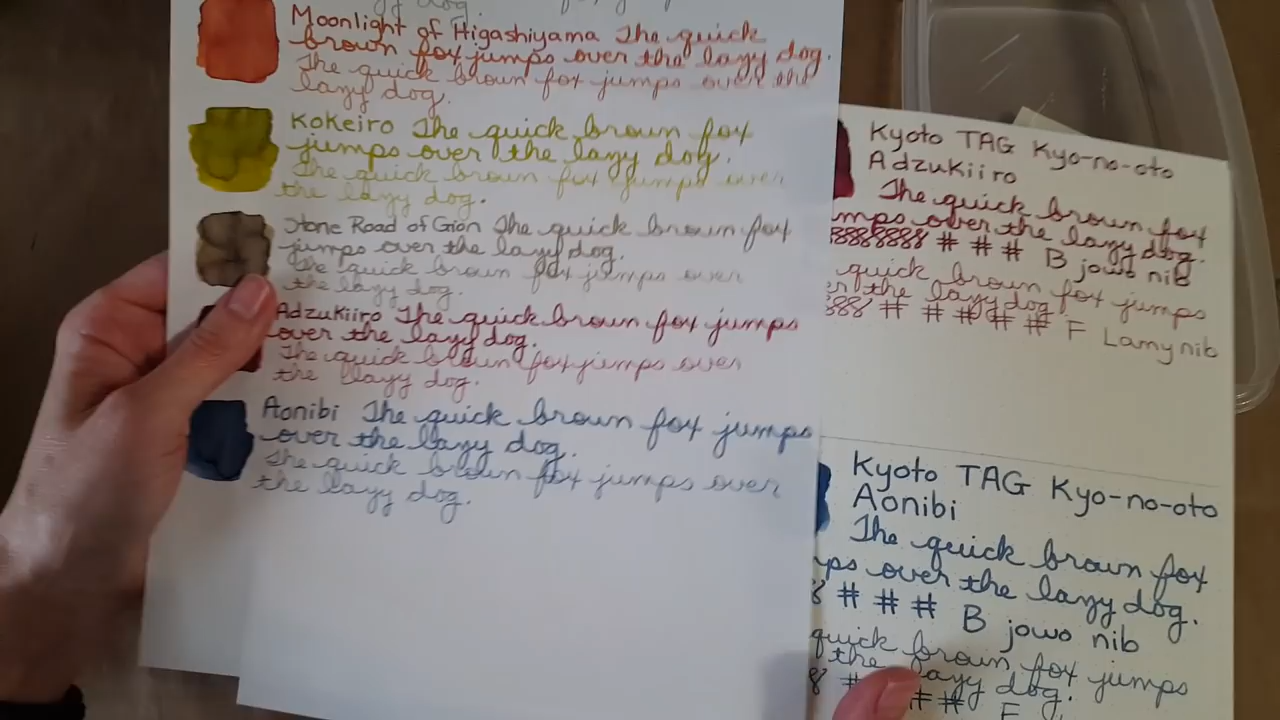 Moonlight of Higashiyama The quick
brown fox jumps over the lazy dog.
The quick brown fox jumps over the
lazy dog.
Kokeiro The quick brown fox
jumps over the lazy dog.
The quick brown fox jumps over
the lazy dog.
Stone Road of Gion The quick brown fox
jumps over the lazy dog.
The quick brown fox jumps over
the lazy dog.
Adzukiiro The quick brown fox jumps
over the lazy dog.
The quick brown fox jumps over
the lazy dog.
Aonibi The quick brown fox jumps
over the lazy dog.
The quick brown fox jumps over
the lazy dog.
Kyoto TAG Kyo-no-oto
Adzukiiro
The quick brown fox
mps over the lazy dog.
88888888 # # # B jowo nib
quick brown fox jumps
er the lazy dog
888 # # # # # F Lamy nib
Kyoto TAG Kyo-no-oto
Aonibi
The quick brown fox
mps over the lazy dog.
8 # # # B jowo nib
quick brown fox jumps
the lazy dog.
8 # # # F